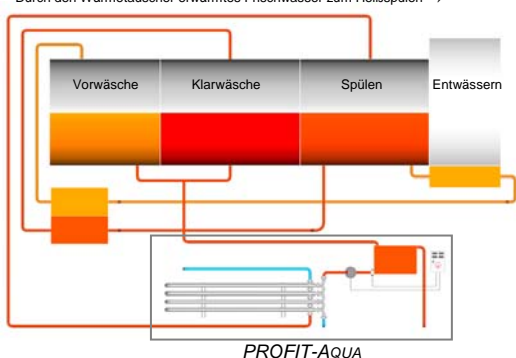 Durch den Wärmetauscher erwärmtes Frischwasser zum Heißspülen →
Vorwäsche Klarwäsche Spülen Entwässern
PROFIT-AQUA